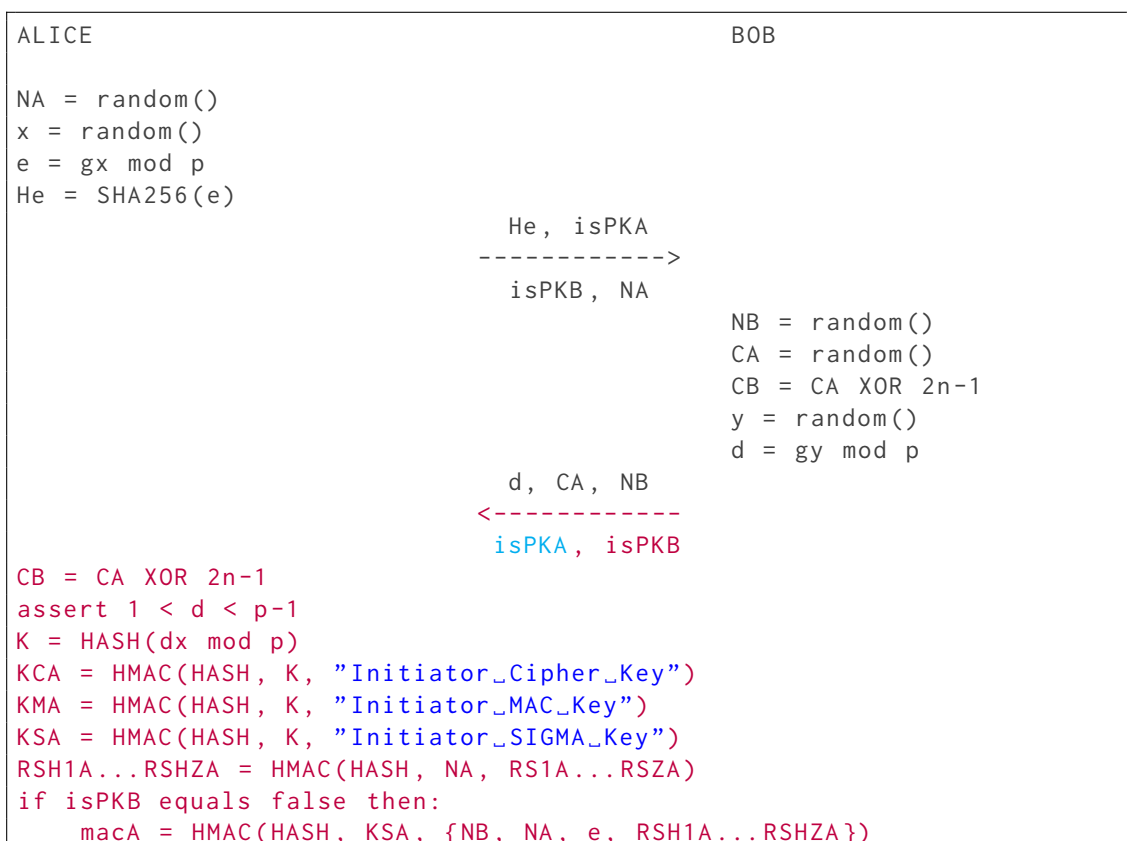 ALICE BOB
NA = random()
x = random()
e = gx mod p
He = SHA256(e)
He, isPKA
------------>
isPKB, NA
NB = random()
CA = random()
CB = CA XOR 2n-1
y = random()
d = gy mod p
d, CA, NB
<------------
isPKA, isPKB
CB = CA XOR 2n-1
assert 1 < d < p-1
K = HASH(dx mod p)
KCA = HMAC(HASH, K, ”Initiator␣Cipher␣Key”)
KMA = HMAC(HASH, K, ”Initiator␣MAC␣Key”)
KSA = HMAC(HASH, K, ”Initiator␣SIGMA␣Key”)
RSH1A...RSHZA = HMAC(HASH, NA, RS1A...RSZA)
if isPKB equals false then:
macA = HMAC(HASH, KSA, {NB, NA, e, RSH1A...RSHZA})